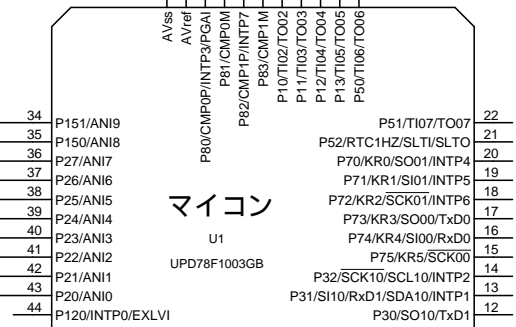 AVss
AVref
P80/CMP0P/INTP3/PGAI
P81/CMP0M
P82/CMP1P/INTP7
P83/CMP1M
P10/TI02/TO02
P11/TI03/TO03
P12/TI04/TO04
P13/TI05/TO05
P50/TI06/TO06
34 P151/ANI9
35 P150/ANI8
36 P27/ANI7
37 P26/ANI6
38 P25/ANI5
39 P24/ANI4
40 P23/ANI3
41 P22/ANI2
42 P21/ANI1
43 P20/ANI0
44 P120/INTP0/EXLVI
マイコン
U1
UPD78F1003GB
P51/TI07/TO07 22
P52/RTC1HZ/SLTI/SLTO 21
P70/KR0/SO01/INTP4 20
P71/KR1/SI01/INTP5 19
P72/KR2/SCK01/INTP6 18
P73/KR3/SO00/TxD0 17
P74/KR4/SI00/RxD0 16
P75/KR5/SCK00 15
P32/SCK10/SCL10/INTP2 14
P31/SI10/RxD1/SDA10/INTP1 13
P30/SO10/TxD1 12